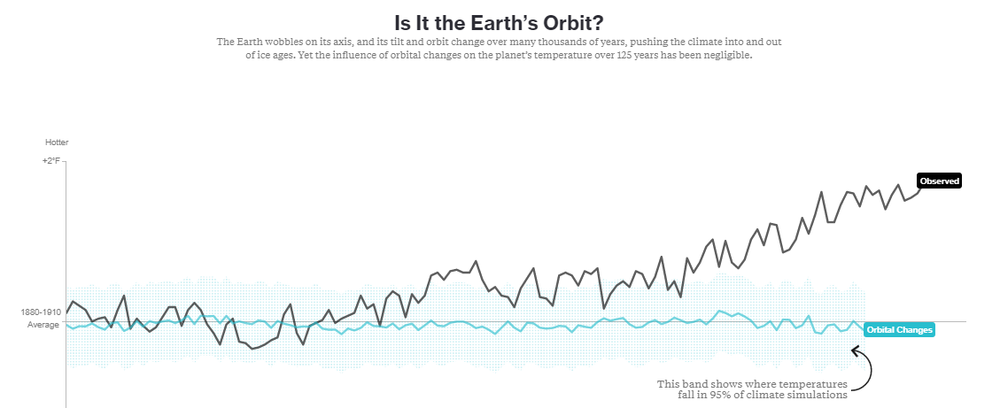 Is It the Earth’s Orbit?
The Earth wobbles on its axis, and its tilt and orbit change over many thousands of years, pushing the climate into and out
of ice ages. Yet the influence of orbital changes on the planet’s temperature over 125 years has been negligible.
Hotter
+2°F
Observed
1880-1910
Average
Orbital Changes
This band shows where temperatures
fall in 95% of climate simulations